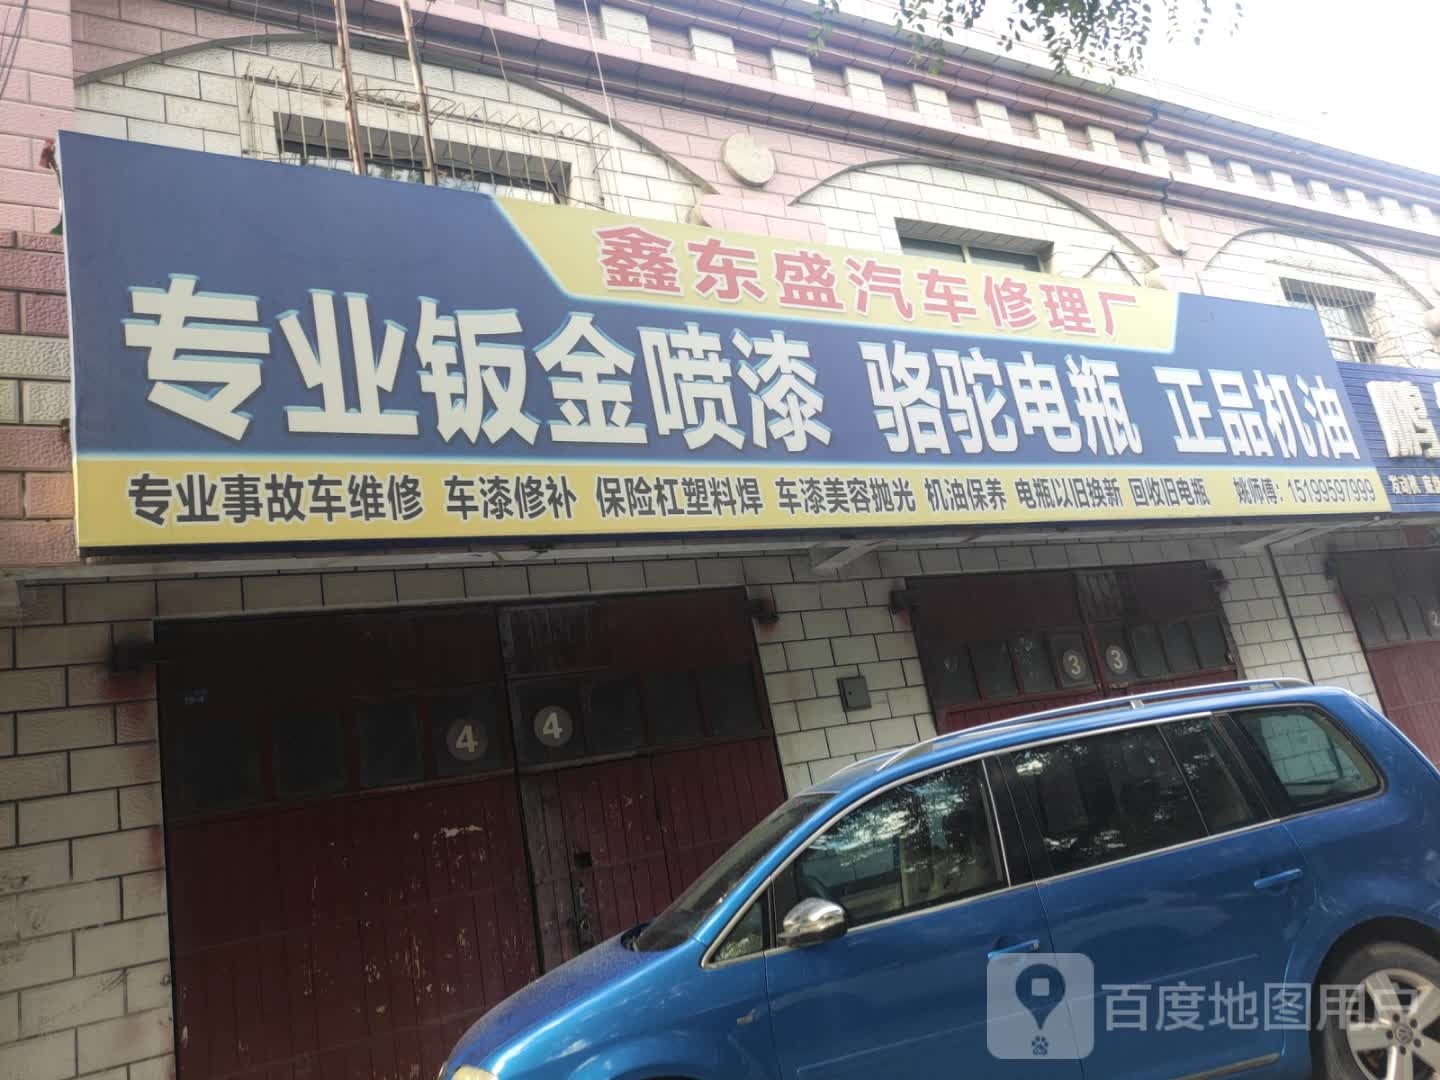 鑫东盛汽车修理厂
专业钣金喷漆 骆驼电瓶 正品机油
专业事故车维修 车漆修补 保险杠塑料焊 车漆美容抛光 机油保养 电瓶以旧换新 回收旧电瓶 姚师傅：15199597999
4 4
3 3
百度地图用户